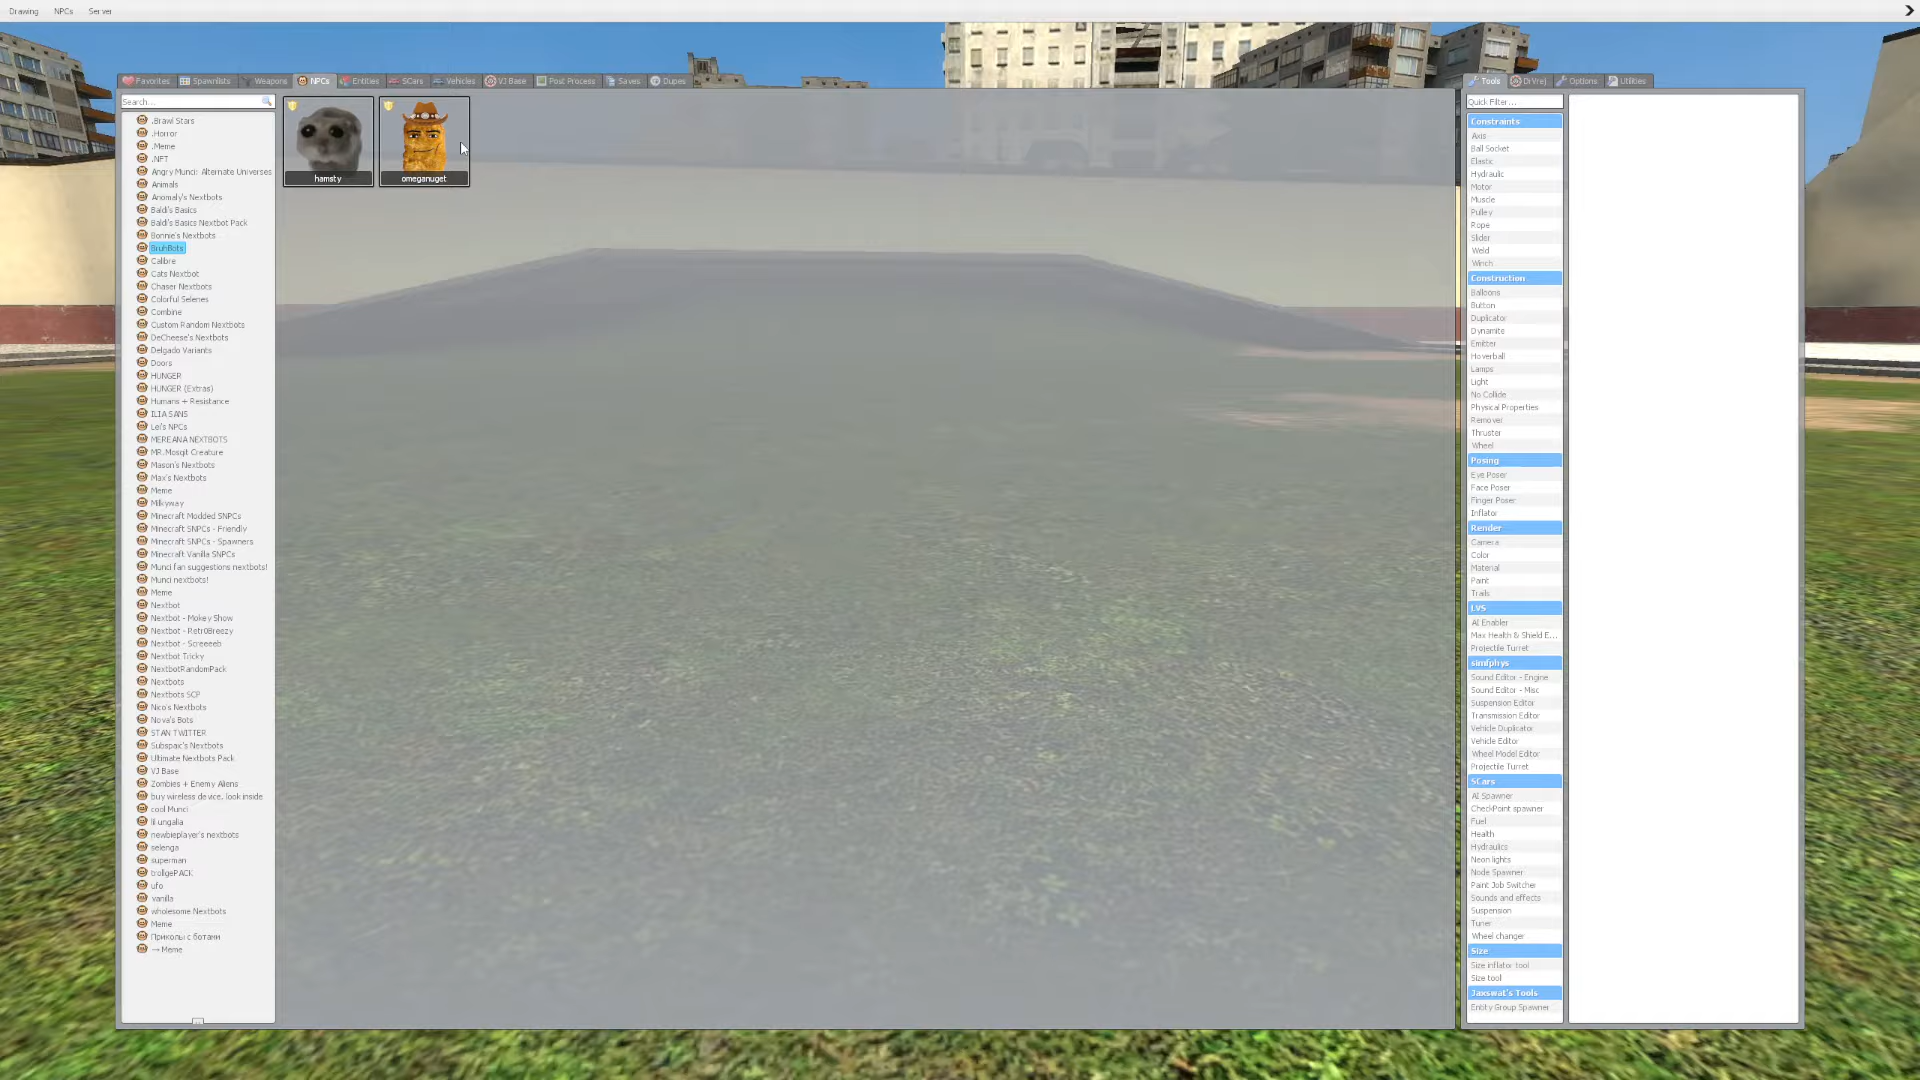 Drawing NPCs Server
Favorites Spawnlists Weapons NPCs Entities SCars Vehicles VJ Base Post Process Saves Dupes
Search...
.Brawl Stars
.Horror
.Meme
.NFT
Angry Munci: Alternate Universes
Animals
Anomaly's Nextbots
Baldi's Basics
Baldi's Basics Nextbot Pack
Bonnie's Nextbots
BruhBots
Calibre
Cats Nextbot
Chaser Nextbots
Colorful Selenes
Combine
Custom Random Nextbots
DeCheese's Nextbots
Delgado Variants
Doors
HUNGER
HUNGER (Extras)
Humans + Resistance
ILIA SANS
Lei's NPCs
MEREANA NEXTBOTS
MR.Mosqit Creature
Mason's Nextbots
Max's Nextbots
Meme
Milkyway
Minecraft Modded SNPCs
Minecraft SNPCs - Friendly
Minecraft SNPCs - Spawners
Minecraft Vanilla SNPCs
Munci fan suggestions nextbots!
Munci nextbots!
Meme
Nextbot
Nextbot - Mokey Show
Nextbot - Retr0Breezy
Nextbot - Screeeeb
Nextbot Tricky
NextbotRandomPack
Nextbots
Nextbots SCP
Nico's Nextbots
Nova's Bots
STAN TWITTER
Subspax's Nextbots
Ultimate Nextbots Pack
VJ Base
Zombies + Enemy Aliens
buy wireless device, look inside
cool Munci
lil ungalia
newbieplayer's nextbots
selenga
superman
trollgePACK
ufo
vanilla
wholesome Nextbots
Meme
Приколы с ботами
→ Meme
hamsty
omeganuget
Tools DrVrej Options Utilities
Quick Filter...
Constraints
Axis
Ball Socket
Elastic
Hydraulic
Motor
Muscle
Pulley
Rope
Slider
Weld
Winch
Construction
Balloons
Button
Duplicator
Dynamite
Emitter
Hoverball
Lamps
Light
No Collide
Physical Properties
Remover
Thruster
Wheel
Posing
Eye Poser
Face Poser
Finger Poser
Inflator
Render
Camera
Color
Material
Paint
Trails
LVS
AI Enabler
Max Health & Shield E...
Projectile Turret
simfphys
Sound Editor - Engine
Sound Editor - Misc
Suspension Editor
Transmission Editor
Vehicle Duplicator
Vehicle Editor
Wheel Model Editor
Projectile Turret
SCars
AI Spawner
CheckPoint spawner
Fuel
Health
Hydraulics
Neon lights
Node Spawner
Paint Job Switcher
Sounds and effects
Suspension
Tuner
Wheel changer
Size
Size inflator tool
Size tool
Jaxswat's Tools
Entity Group Spawner